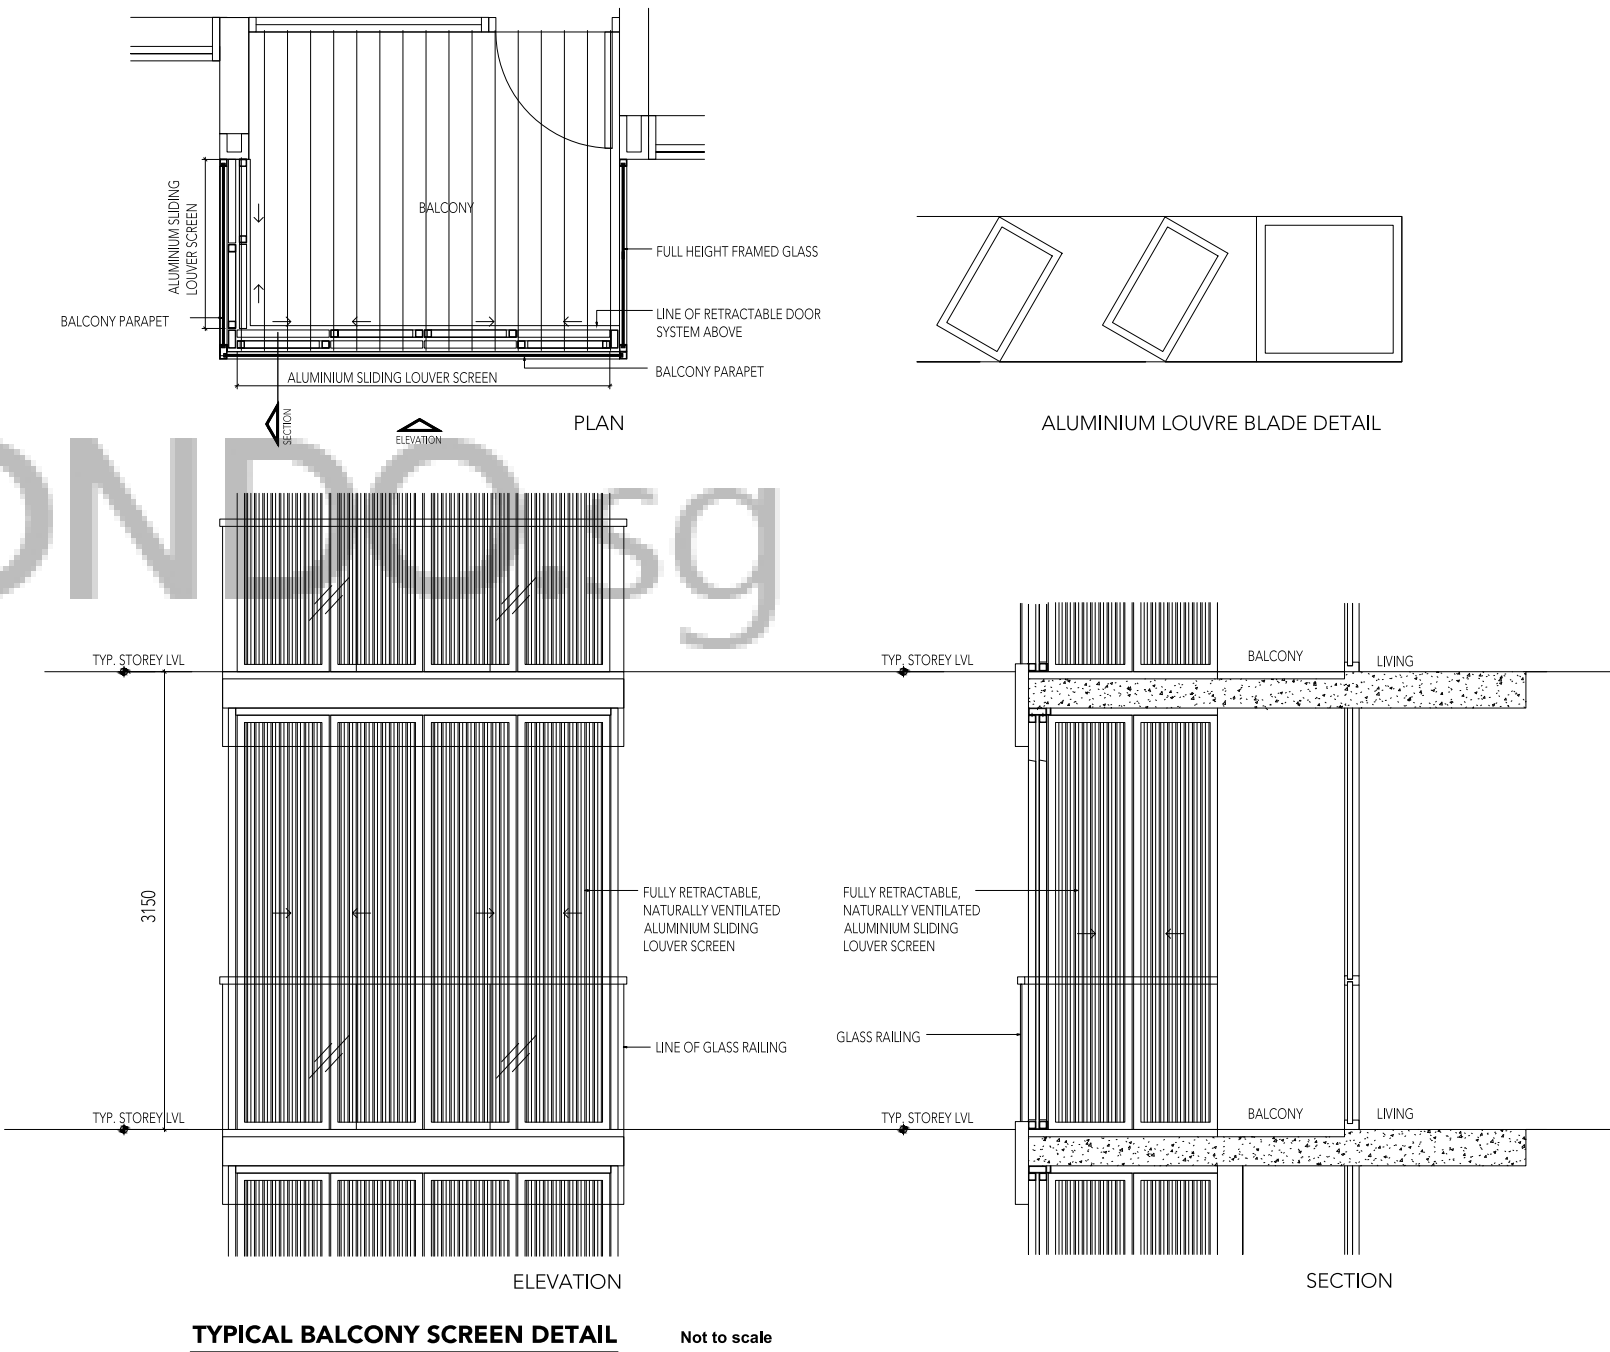 BALCONY
ALUMINIUM SLIDING
LOUVER SCREEN
FULL HEIGHT FRAMED GLASS
BALCONY PARAPET
LINE OF RETRACTABLE DOOR
SYSTEM ABOVE
BALCONY PARAPET
ALUMINIUM SLIDING LOUVER SCREEN
SECTION
ELEVATION
PLAN
ALUMINIUM LOUVRE BLADE DETAIL
ONDO.sg
TYP. STOREY LVL
TYP. STOREY LVL
BALCONY
LIVING
3150
FULLY RETRACTABLE,
NATURALLY VENTILATED
ALUMINIUM SLIDING
LOUVER SCREEN
FULLY RETRACTABLE,
NATURALLY VENTILATED
ALUMINIUM SLIDING
LOUVER SCREEN
LINE OF GLASS RAILING
GLASS RAILING
TYP. STOREY LVL
TYP. STOREY LVL
BALCONY
LIVING
ELEVATION
SECTION
TYPICAL BALCONY SCREEN DETAIL
Not to scale